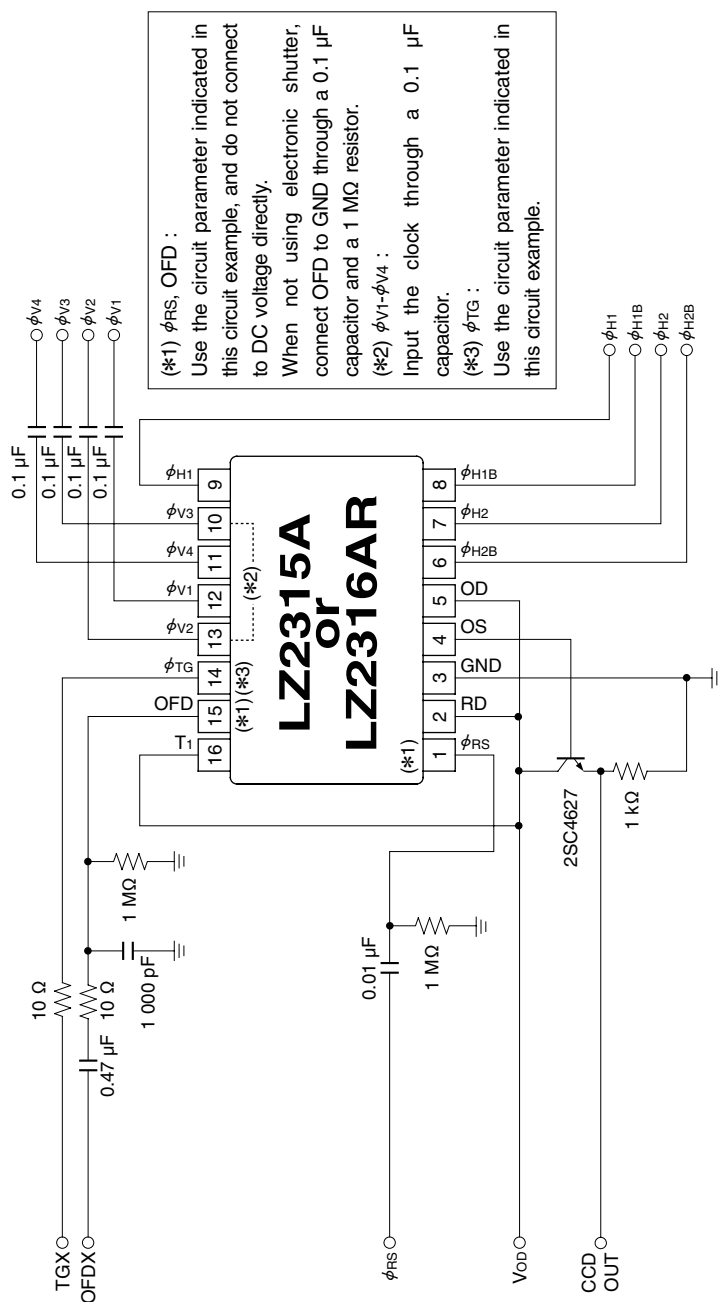 TGX
OFDX
10 Ω
10 Ω
0.47 µF
1 000 pF
1 MΩ
0.1 µF
0.1 µF
0.1 µF
0.1 µF
ϕV4
ϕV3
ϕV2
ϕV1
T1
OFD
ϕTG
ϕV2
ϕV1
ϕV4
ϕV3
ϕH1
16
15
14
13
12
11
10
9
(*1) (*3)
(*2)
LZ2315A
or
LZ2316AR
(*1)
1
2
3
4
5
6
7
8
ϕRS
RD
GND
OS
OD
ϕH2B
ϕH2
ϕH1B
0.01 µF
1 MΩ
2SC4627
1 kΩ
ϕRS
VOD
CCD
OUT
ϕH1
ϕH1B
ϕH2
ϕH2B
(*1) ϕRS, OFD :
Use the circuit parameter indicated in
this circuit example, and do not connect
to DC voltage directly.
When not using electronic shutter,
connect OFD to GND through a 0.1 µF
capacitor and a 1 MΩ resistor.
(*2) ϕV1-ϕV4 :
Input the clock through a 0.1 µF
capacitor.
(*3) ϕTG :
Use the circuit parameter indicated in
this circuit example.